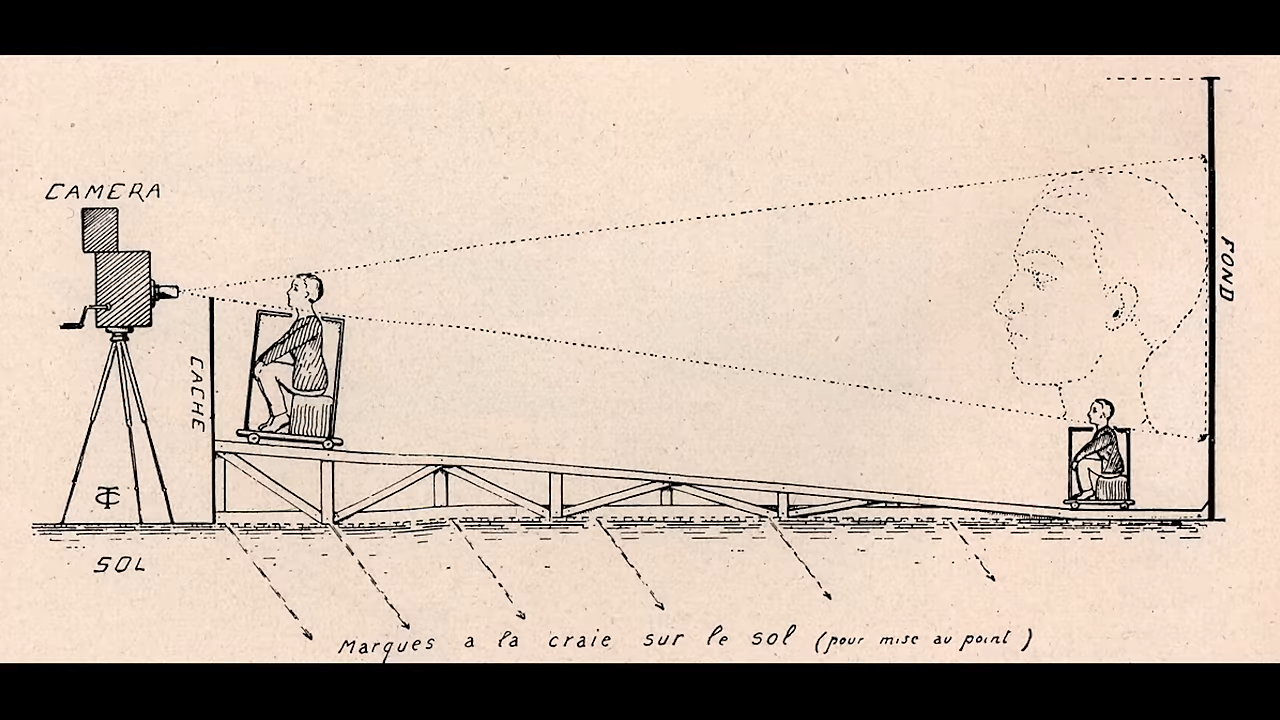 CAMERA
CACHE
FOND
SOL
Marques a la craie sur le sol (pour mise au point)